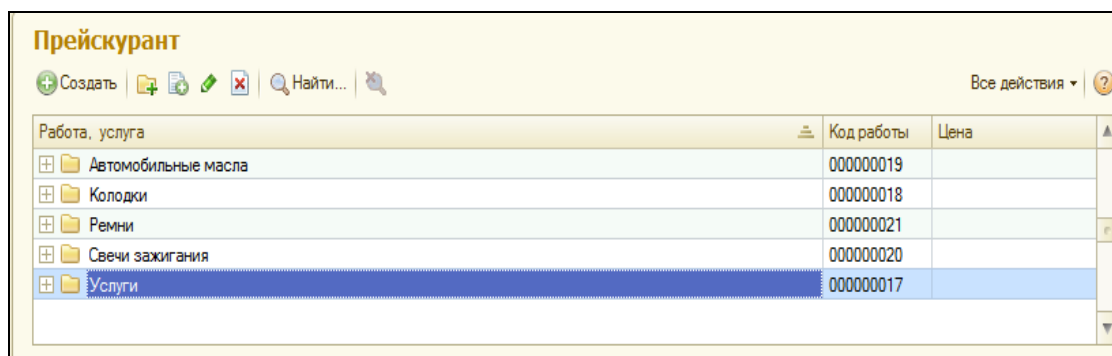 Прейскурант
Создать Найти... Все действия ?
Работа, услуга Код работы Цена
Автомобильные масла 000000019
Колодки 000000018
Ремни 000000021
Свечи зажигания 000000020
Услуги 000000017